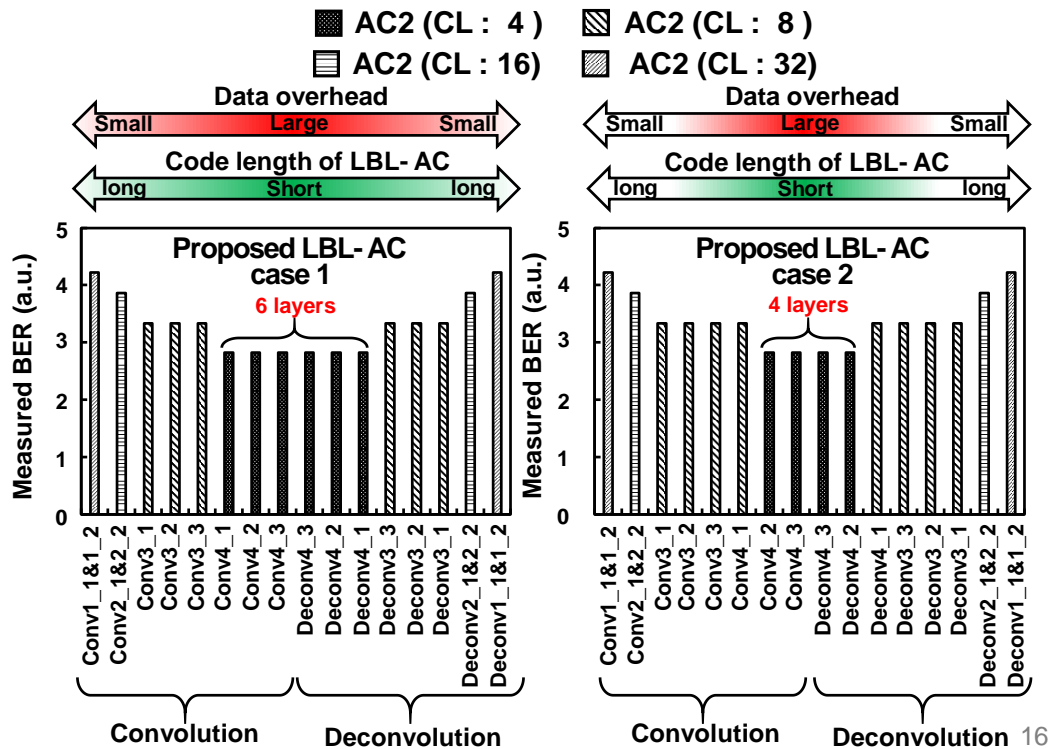 AC2 (CL : 4 )
AC2 (CL : 8 )
AC2 (CL : 16)
AC2 (CL : 32)
Data overhead
Small Large Small
Code length of LBL- AC
long Short long
Measured BER (a.u.)
5
4
3
2
1
0
Proposed LBL- AC
case 1
6 layers
Conv1_1&1_2
Conv2_1&2_2
Conv3_1
Conv3_2
Conv3_3
Conv4_1
Conv4_2
Conv4_3
Deconv4_3
Deconv4_2
Deconv4_1
Deconv3_3
Deconv3_2
Deconv3_1
Deconv2_1&2_2
Deconv1_1&1_2
Convolution
Deconvolution
Data overhead
Small Large Small
Code length of LBL- AC
long Short long
Measured BER (a.u.)
5
4
3
2
1
0
Proposed LBL- AC
case 2
4 layers
Conv1_1&1_2
Conv2_1&2_2
Conv3_1
Conv3_2
Conv3_3
Conv4_1
Conv4_2
Conv4_3
Deconv4_3
Deconv4_2
Deconv4_1
Deconv3_3
Deconv3_2
Deconv3_1
Deconv2_1&2_2
Deconv1_1&1_2
Convolution
Deconvolution
16